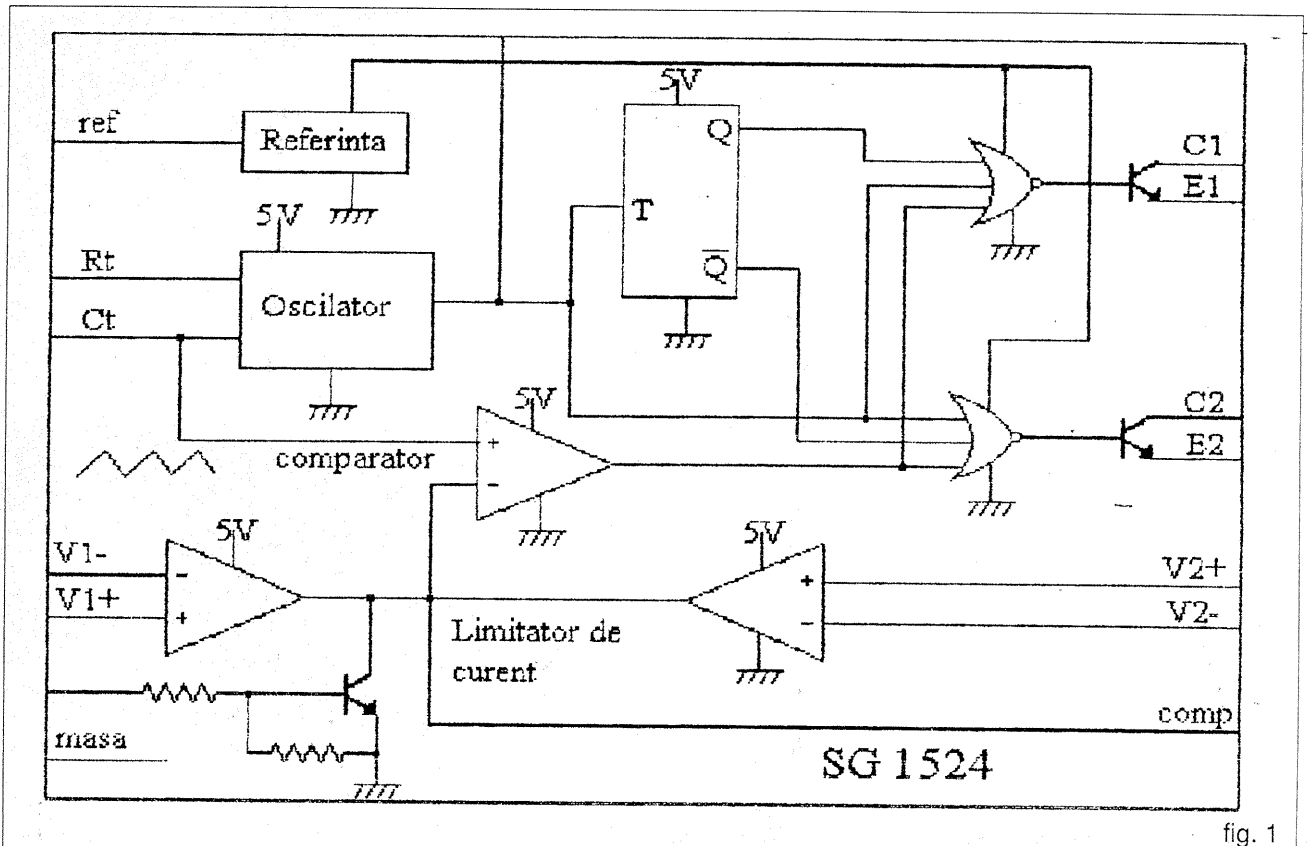 5V
ref
Referinta
Q
C1
E1
5V
T
Rt
Oscilator
Q̅
Ct
5V
C2
comparator
+
E2
−
5V
5V
V1-
−
+
V2+
V1+
+
−
V2-
Limitator de
curent
comp
masa
SG 1524
fig. 1